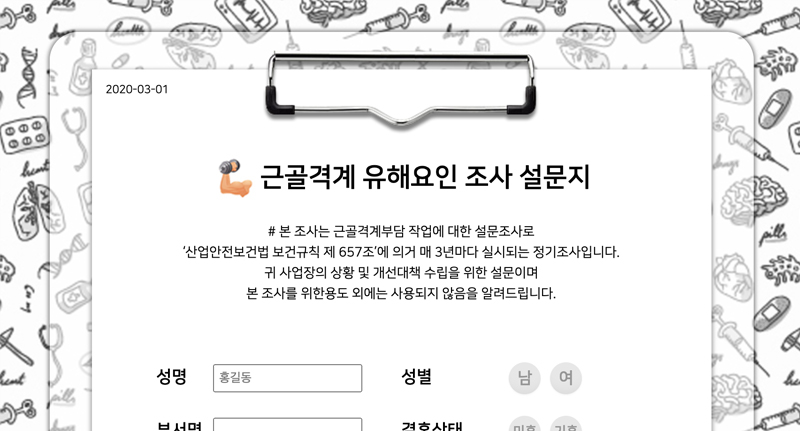 2020-03-01
근골격계 유해요인 조사 설문지
# 본 조사는 근골격계부담 작업에 대한 설문조사로
'산업안전보건법 보건규칙 제 657조'에 의거 매 3년마다 실시되는 정기조사입니다.
귀 사업장의 상황 및 개선대책 수립을 위한 설문이며
본 조사를 위한용도 외에는 사용되지 않음을 알려드립니다.
성명 홍길동 성별 남 여
부서명 결혼상태 미혼 기혼
drugs
health
heart
pills